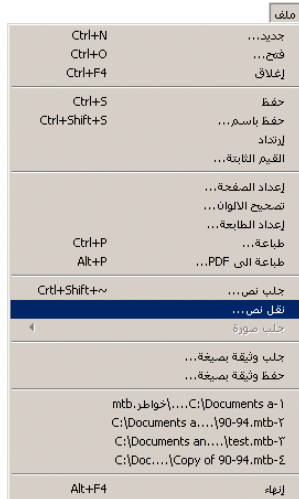 ملف
جديد... Ctrl+N
فتح... Ctrl+O
إغلاق Ctrl+F4
حفظ Ctrl+S
حفظ باسم... Ctrl+Shift+S
إرتداد
القيم الثابتة...
إعداد الصفحة...
تصحيح الالوان...
إعداد الطابعة...
طباعة... Ctrl+P
طباعة الى PDF... Alt+P
جلب نص... Crtl+Shift+~
نقل نص...
جلب صورة
جلب وثيقة بصيغة...
حفظ وثيقة بصيغة...
١-C:\Documents a....\خواطر.mtb
٢-C:\Documents a....\90-94.mtb
٣-C:\Documents an....\test.mtb
٤-C:\Doc....\Copy of 90-94.mtb
إنهاء Alt+F4